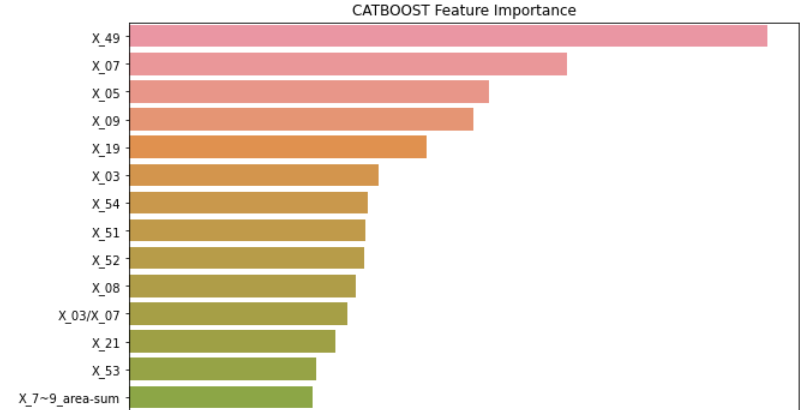 CATBOOST Feature Importance
X_49
X_07
X_05
X_09
X_19
X_03
X_54
X_51
X_52
X_08
X_03/X_07
X_21
X_53
X_7~9_area-sum